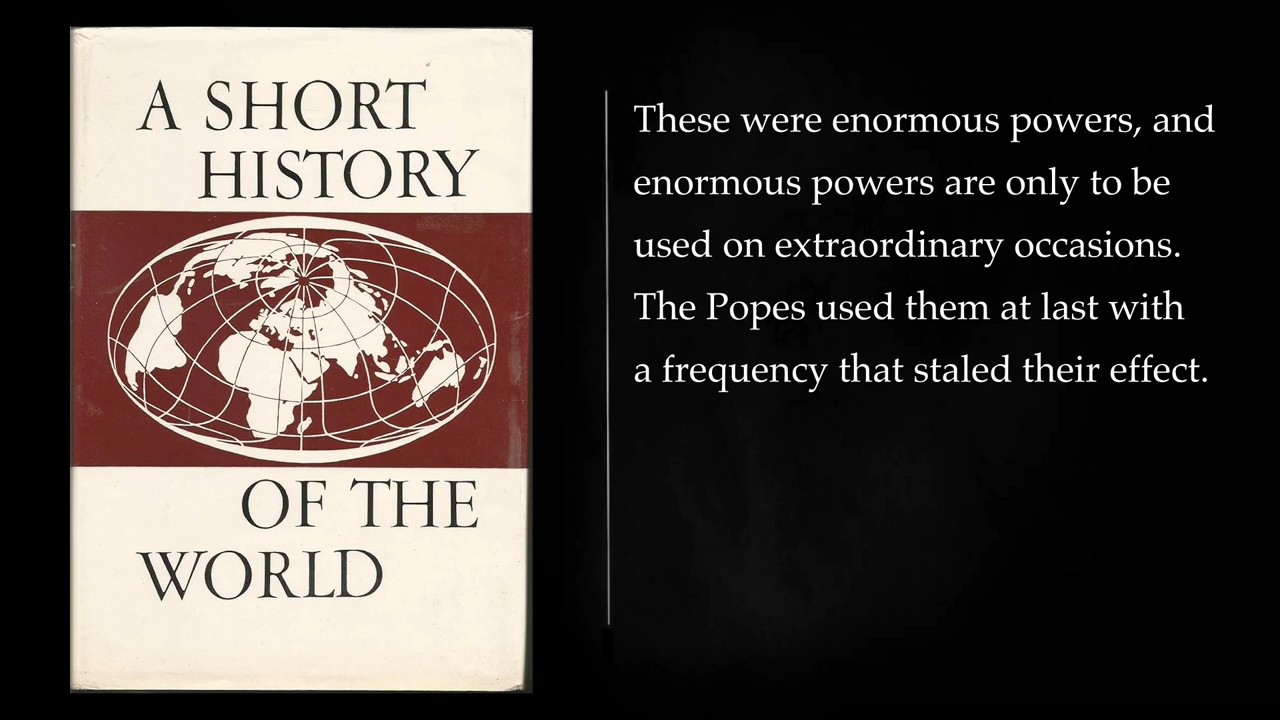 A SHORT
HISTORY
OF THE
WORLD
These were enormous powers, and
enormous powers are only to be
used on extraordinary occasions.
The Popes used them at last with
a frequency that staled their effect.